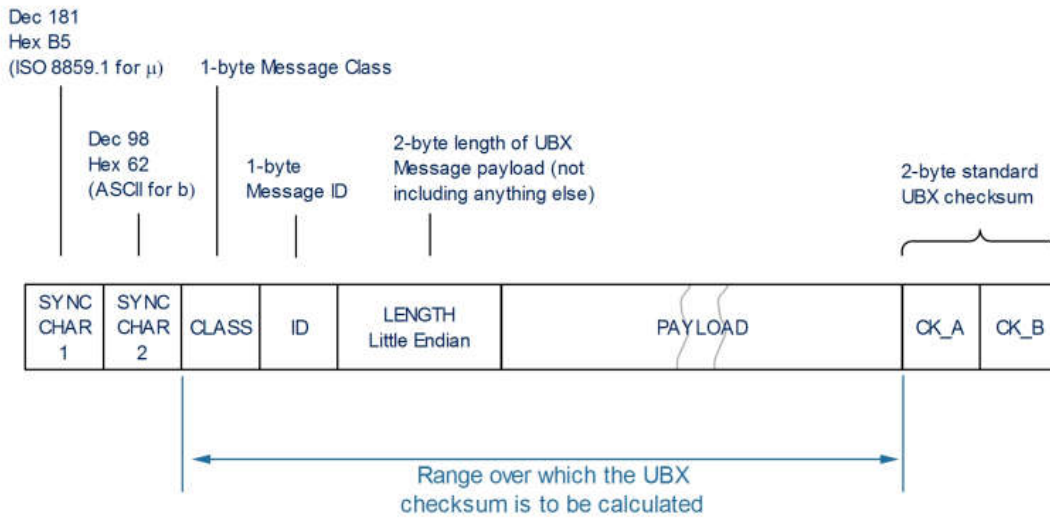 Dec 181
Hex B5
(ISO 8859.1 for μ)
1-byte Message Class
Dec 98
Hex 62
(ASCII for b)
1-byte
Message ID
2-byte length of UBX
Message payload (not
including anything else)
2-byte standard
UBX checksum
SYNC
CHAR
1
SYNC
CHAR
2
CLASS
ID
LENGTH
Little Endian
PAYLOAD
CK_A
CK_B
Range over which the UBX
checksum is to be calculated